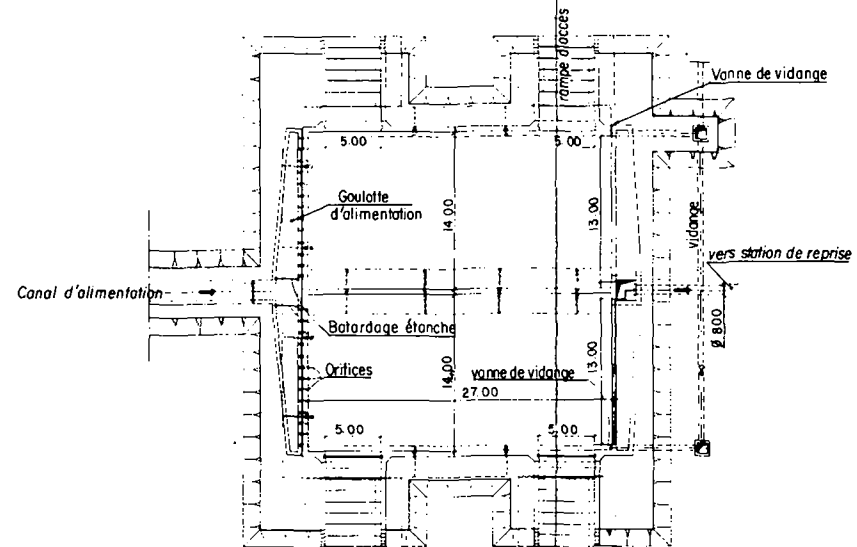 rampe d'accès
Vanne de vidange
5.00
5.00
Goulotte
d'alimentation
14.00
13.00
vidange
vers station de reprise
Canal d'alimentation
Batardage étanche
Ø.800
Orifices
14.00
vanne de vidange
13.00
27.00
5.00
5.00